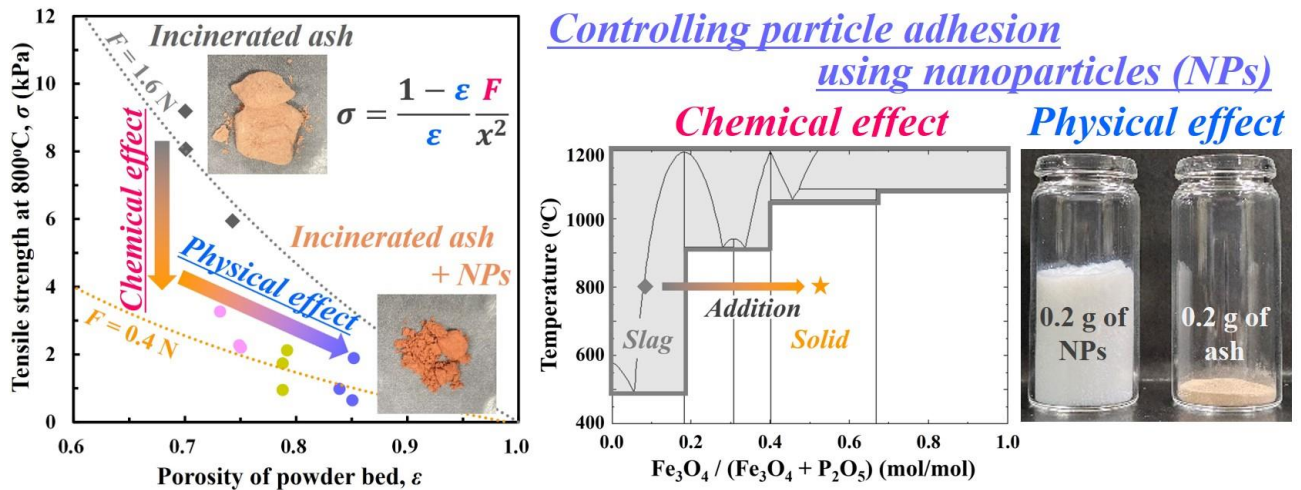 Controlling particle adhesion
using nanoparticles (NPs)
Tensile strength at 800°C, σ (kPa)
12
10
8
6
4
2
0
0.6
0.7
0.8
0.9
1.0
Porosity of powder bed, ε
F = 1.6 N
F = 0.4 N
Incinerated ash
σ = 1 − ε / ε F / x²
Chemical effect
Physical effect
Incinerated ash
+ NPs
Chemical effect
Temperature (°C)
1200
1000
800
600
400
0.0
0.2
0.4
0.6
0.8
1.0
Fe₃O₄ / (Fe₃O₄ + P₂O₅) (mol/mol)
Slag
Addition
Solid
Physical effect
0.2 g of
NPs
0.2 g of
ash